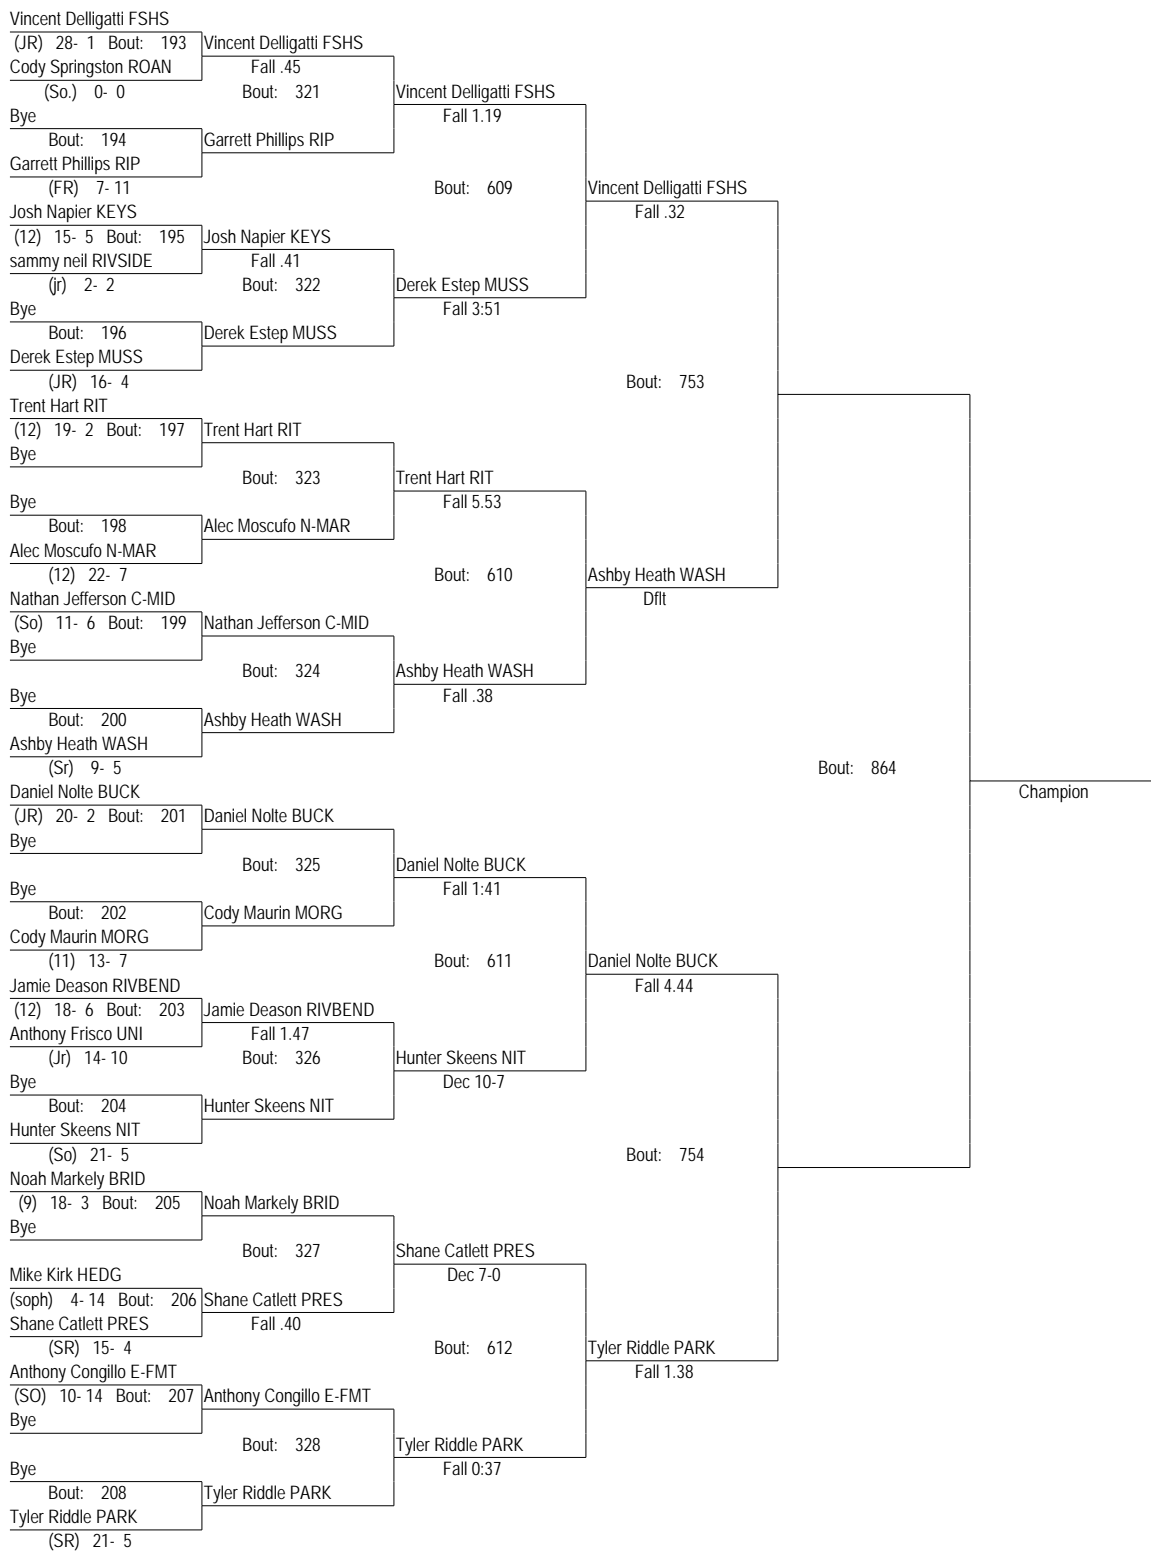 Vincent Delligatti FSHS
(JR) 28- 1 Bout: 193 Vincent Delligatti FSHS
Cody Springston ROAN Fall .45
(So.) 0- 0 Bout: 321 Vincent Delligatti FSHS
Bye Fall 1.19
Bout: 194 Garrett Phillips RIP
Garrett Phillips RIP
(FR) 7- 11 Bout: 609 Vincent Delligatti FSHS
Josh Napier KEYS Fall .32
(12) 15- 5 Bout: 195 Josh Napier KEYS
sammy neil RIVSIDE Fall .41
(jr) 2- 2 Bout: 322 Derek Estep MUSS
Bye Fall 3:51
Bout: 196 Derek Estep MUSS
Derek Estep MUSS
(JR) 16- 4 Bout: 753
Trent Hart RIT
(12) 19- 2 Bout: 197 Trent Hart RIT
Bye
Bout: 323 Trent Hart RIT
Bye Fall 5.53
Bout: 198 Alec Moscufo N-MAR
Alec Moscufo N-MAR
(12) 22- 7 Bout: 610 Ashby Heath WASH
Nathan Jefferson C-MID Dflt
(So) 11- 6 Bout: 199 Nathan Jefferson C-MID
Bye
Bout: 324 Ashby Heath WASH
Bye Fall .38
Bout: 200 Ashby Heath WASH
Ashby Heath WASH
(Sr) 9- 5 Bout: 864
Daniel Nolte BUCK Champion
(JR) 20- 2 Bout: 201 Daniel Nolte BUCK
Bye
Bout: 325 Daniel Nolte BUCK
Bye Fall 1:41
Bout: 202 Cody Maurin MORG
Cody Maurin MORG
(11) 13- 7 Bout: 611 Daniel Nolte BUCK
Jamie Deason RIVBEND Fall 4.44
(12) 18- 6 Bout: 203 Jamie Deason RIVBEND
Anthony Frisco UNI Fall 1.47
(Jr) 14- 10 Bout: 326 Hunter Skeens NIT
Bye Dec 10-7
Bout: 204 Hunter Skeens NIT
Hunter Skeens NIT
(So) 21- 5 Bout: 754
Noah Markely BRID
(9) 18- 3 Bout: 205 Noah Markely BRID
Bye
Bout: 327 Shane Catlett PRES
Mike Kirk HEDG Dec 7-0
(soph) 4- 14 Bout: 206 Shane Catlett PRES
Shane Catlett PRES Fall .40
(SR) 15- 4 Bout: 612 Tyler Riddle PARK
Anthony Congillo E-FMT Fall 1.38
(SO) 10- 14 Bout: 207 Anthony Congillo E-FMT
Bye
Bout: 328 Tyler Riddle PARK
Bye Fall 0:37
Bout: 208 Tyler Riddle PARK
Tyler Riddle PARK
(SR) 21- 5